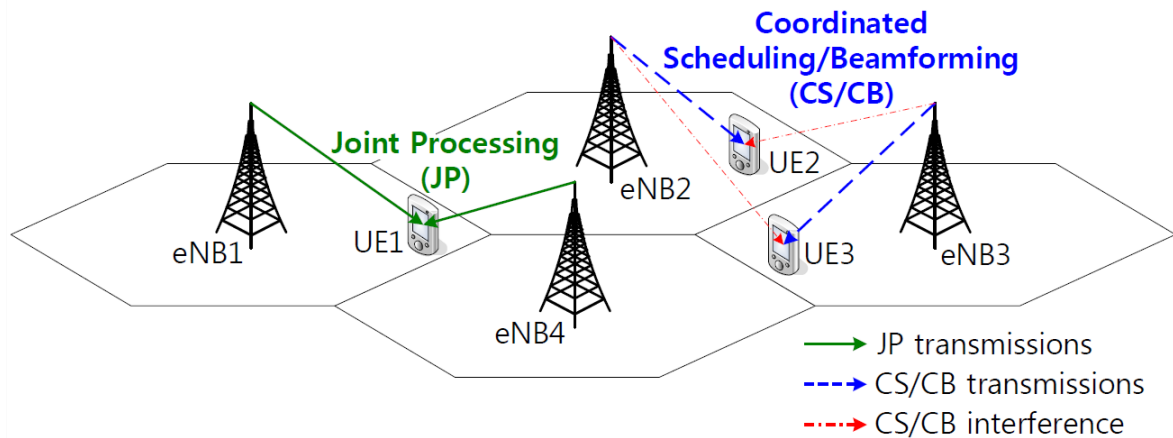 Coordinated
Scheduling/Beamforming
(CS/CB)
Joint Processing
(JP)
UE2
eNB2
UE1
eNB1
UE3
eNB3
eNB4
JP transmissions
CS/CB transmissions
CS/CB interference